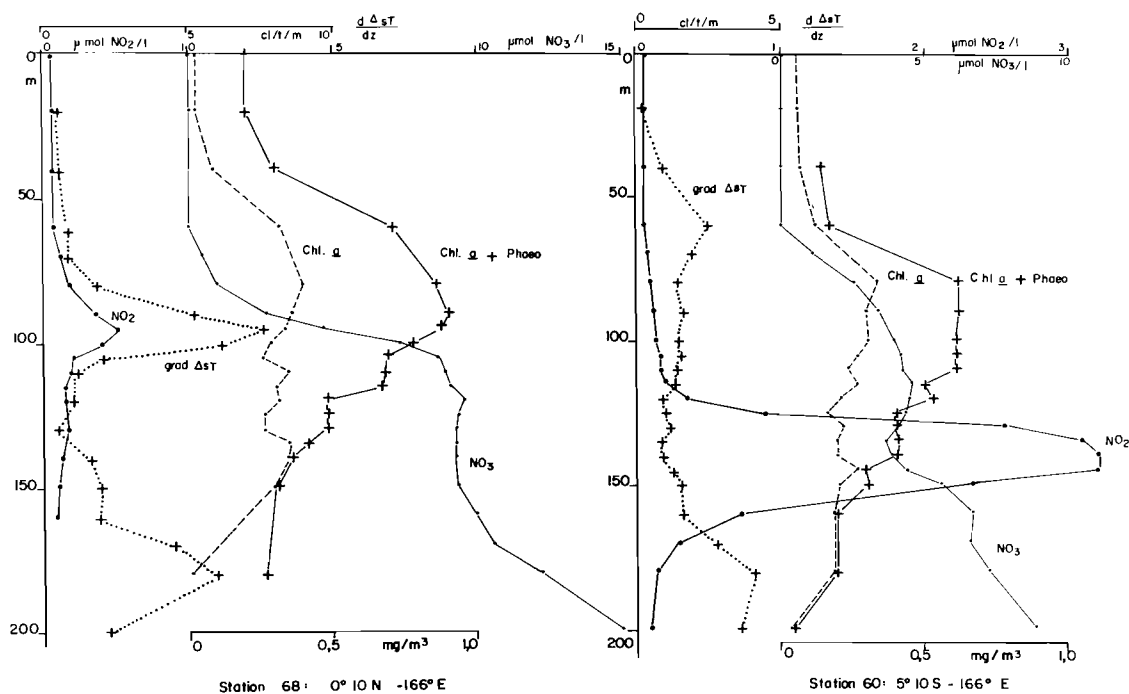 0 cl/t/m 10 d ΔsT / dz
0 μmol NO2/l 5 0 5 10 μmol NO3/l 15
0
m
50
100
150
200
Chl. a
Chl. a + Phaeo
NO2
grad ΔsT
NO3
0 0,5 1,0
mg/m³
Station 68: 0° 10 N - 166° E
0 cl/t/m 5 d ΔsT / dz
0 1 0 2 μmol NO2/l 3
5 μmol NO3/l 10
0
m
50
100
150
200
grad ΔsT
Chl. a
Chl a + Phaeo
NO2
NO3
0 0,5 1,0
mg/m³
Station 60: 5° 10 S - 166° E